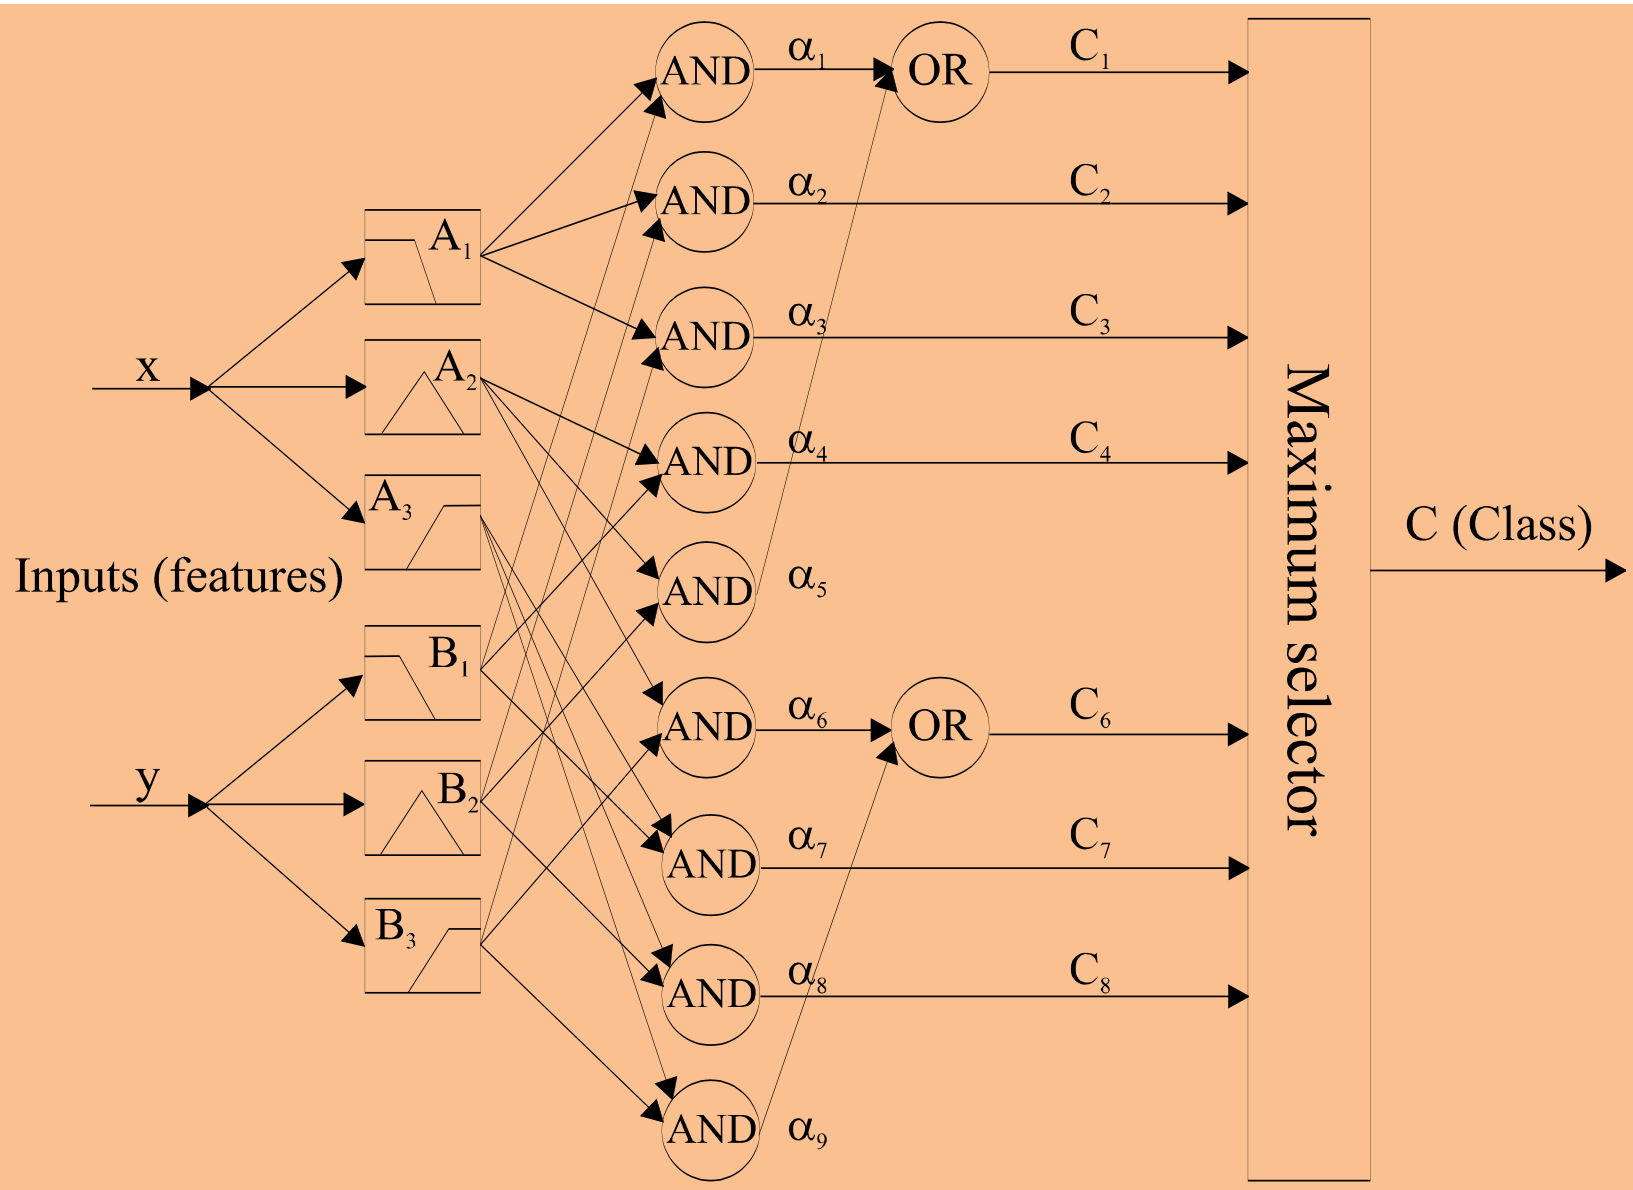 AND α₁ OR C₁
AND α₂ C₂
A₁
AND α₃ C₃
x A₂
AND α₄ C₄
A₃
C (Class)
Inputs (features)
AND α₅
Maximum selector
B₁
AND α₆ OR C₆
y B₂
AND α₇ C₇
B₃
AND α₈ C₈
AND α₉